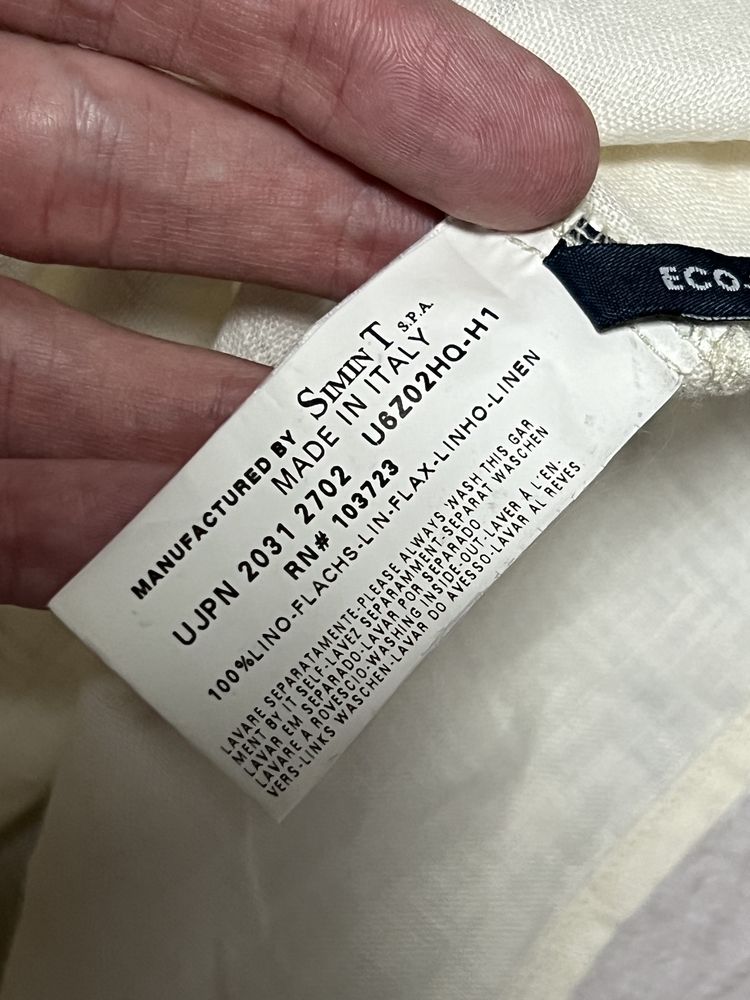 MANUFACTURED BY SIMINT S.P.A.
MADE IN ITALY
UJPN 2031 2702 U6Z02HQ-H1
RN# 103723
100%LINO-FLACHS-LIN-FLAX-LINHO-LINEN
LAVARE SEPARATAMENTE-PLEASE ALWAYS WASH THIS GAR
MENT BY IT SELF-LAVEZ SEPARAMMENT-SEPARAT WASCHEN
LAVAR EM SEPARADO-LAVAR POR SEPARADO
LAVARE A ROVESCIO-WASHING INSIDE-OUT-LAVER Á L'EN-
VERS-LINKS WASCHEN-LAVAR DO AVESSO-LAVAR AL REVES
ECO